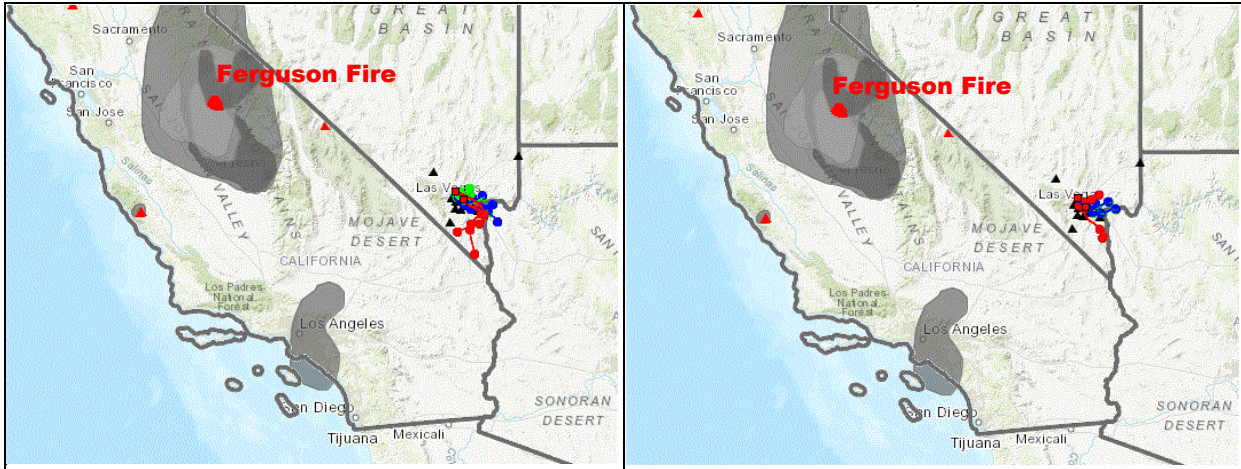 GREAT
BASIN
Sacramento
Ferguson Fire
San
Francisco
San Jose
Fresno
Salinas
VALLEY
Las Vegas
MOJAVE
DESERT
CALIFORNIA
Los Padres
National
Forest
Los Angeles
San Diego
Tijuana
Mexicali
SONORAN
DESERT
GREAT
BASIN
Sacramento
Ferguson Fire
San
Francisco
San Jose
Salinas
VALLEY
Las Vegas
MOJAVE
DESERT
CALIFORNIA
Los Padres
National
Forest
Los Angeles
San Diego
Tijuana
Mexicali
SONORAN
DESERT